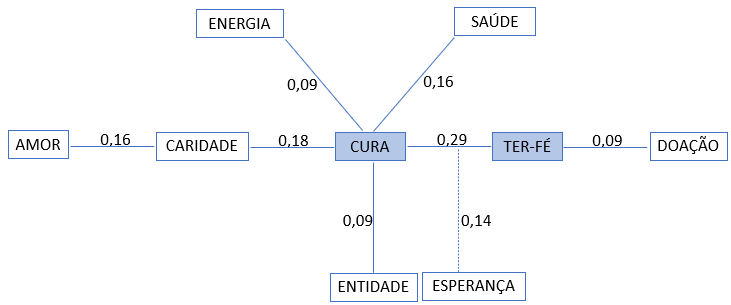 ENERGIA
SAÚDE
0,09
0,16
AMOR
0,16
CARIDADE
0,18
CURA
0,29
TER-FÉ
0,09
DOAÇÃO
0,09
0,14
ENTIDADE
ESPERANÇA